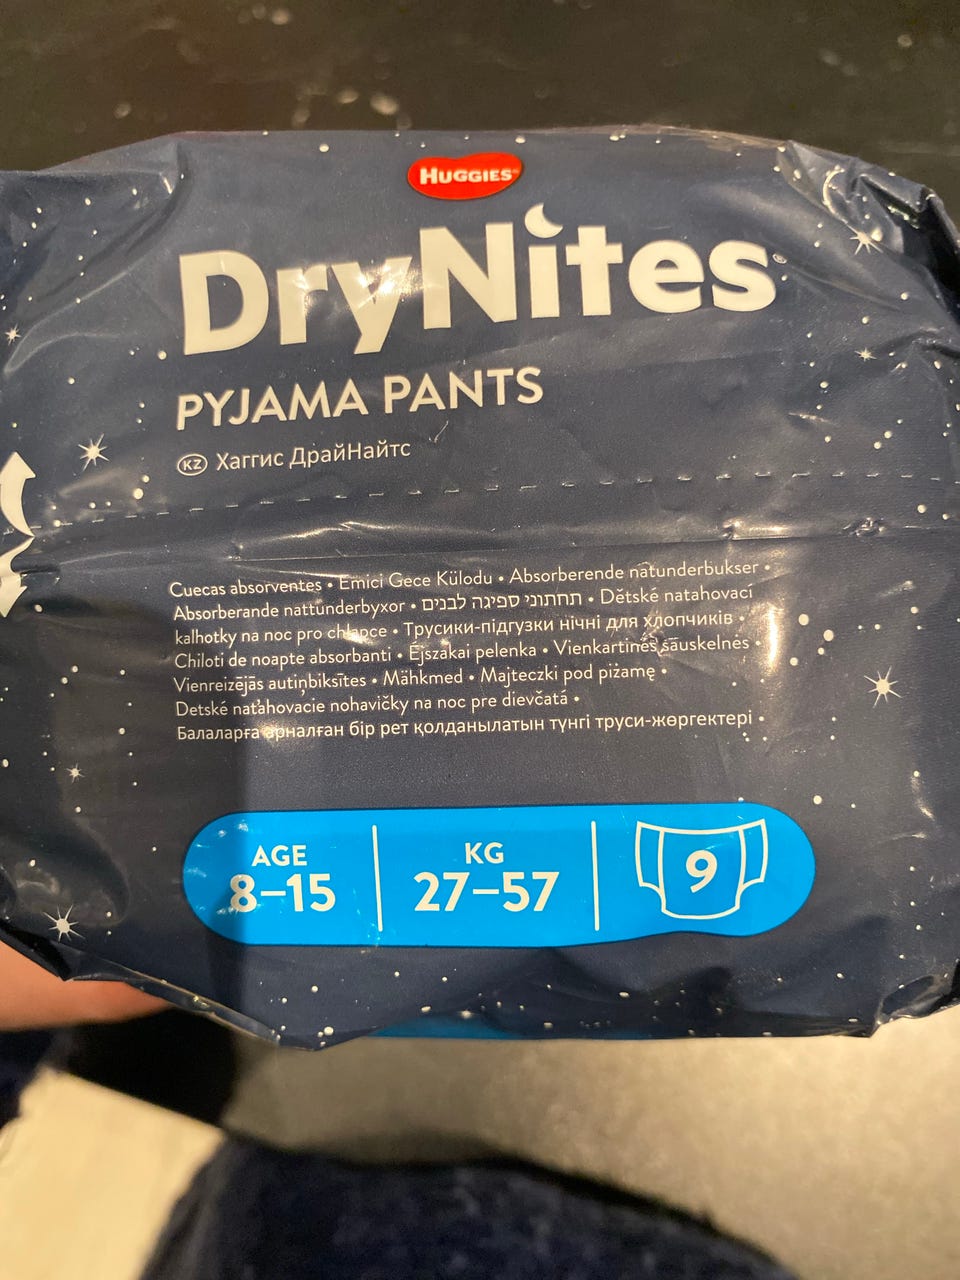 HUGGIES
DryNites®
PYJAMA PANTS
KZ Хаггис ДрайНайтс
Cuecas absorventes • Emici Gece Külodu • Absorberende natunderbukser •
Absorberande nattunderbyxor • תחתוני ספיגה לבנים • Dětské natahovací
kalhotky na noc pro chlapce • Трусики-підгузки нічні для хлопчиків •
Chiloti de noapte absorbanti • Éjszakai pelenka • Vienkartinės sauskelnės •
Vienreizējās autiņbiksītes • Mähkmed • Majteczki pod piżamę •
Detské naťahovacie nohavičky na noc pre dievčatá •
Балаларға арналған бір рет қолданылатын түнгі труси-жөргектері •
AGE
8–15
KG
27–57
9